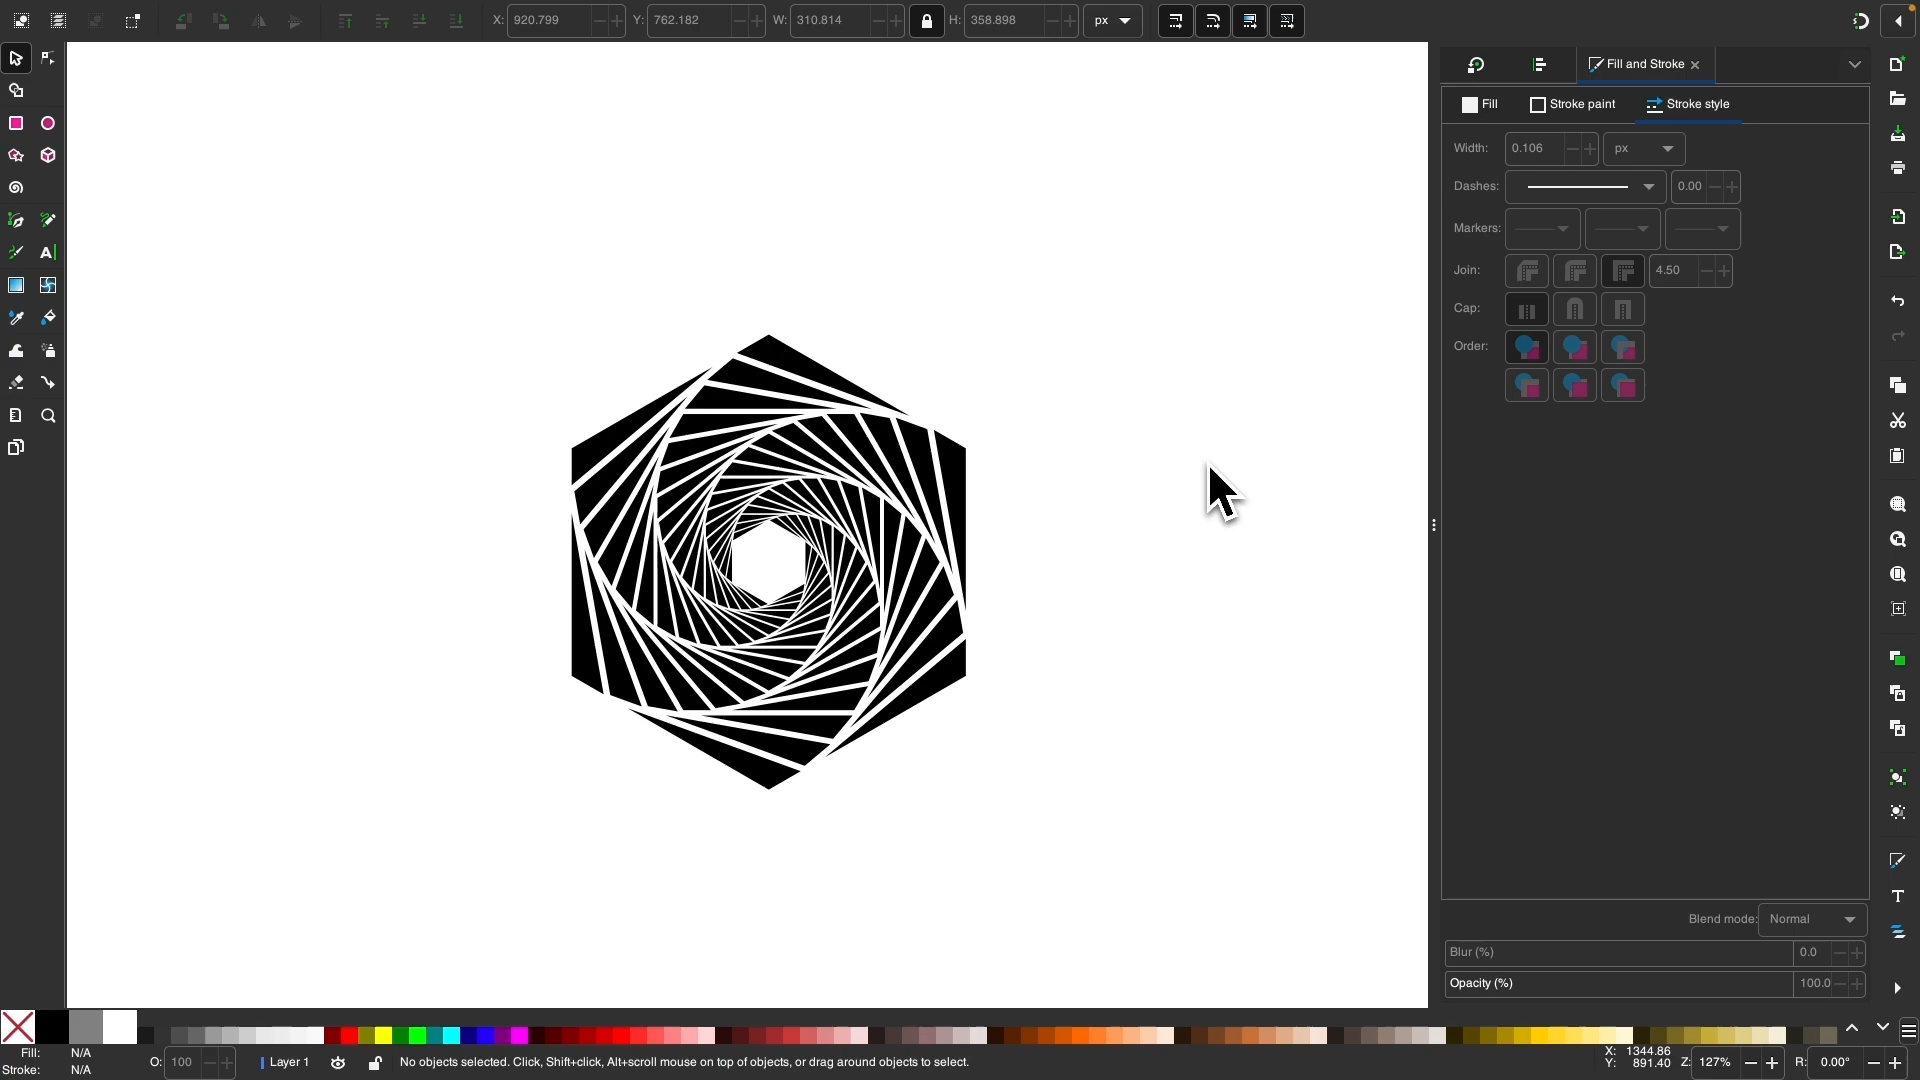 X: 920.799 Y: 762.182 W: 310.814 H: 358.898 px
Fill and Stroke
Fill Stroke paint Stroke style
Width: 0.106 px
Dashes: 0.00
Markers:
Join: 4.50
Cap:
Order:
Blend mode: Normal
Blur (%) 0.0
Opacity (%) 100.0
Fill: N/A
Stroke: N/A
O: 100
Layer 1
No objects selected. Click, Shift+click, Alt+scroll mouse on top of objects, or drag around objects to select.
X: 1344.86
Y: 891.40
Z: 127%
R: 0.00°